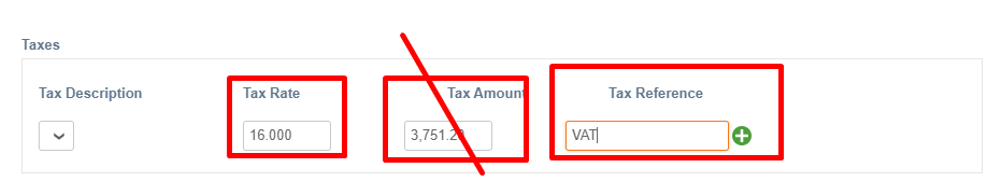 Taxes
Tax Description Tax Rate Tax Amount Tax Reference
16.000 3,751.20 VAT